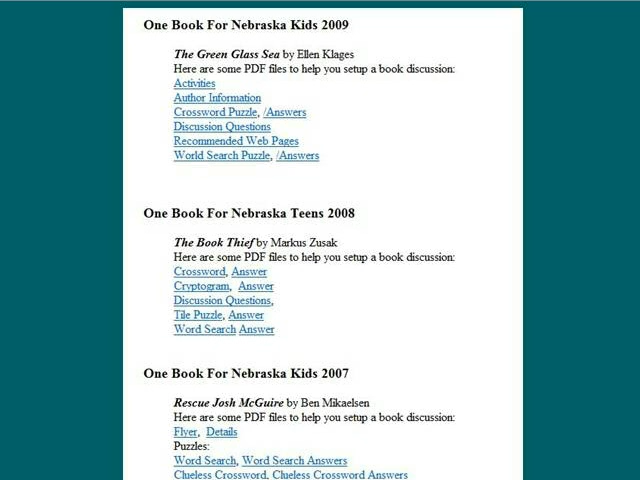 One Book For Nebraska Kids 2009
The Green Glass Sea by Ellen Klages
Here are some PDF files to help you setup a book discussion:
Activities
Author Information
Crossword Puzzle, /Answers
Discussion Questions
Recommended Web Pages
World Search Puzzle, /Answers
One Book For Nebraska Teens 2008
The Book Thief by Markus Zusak
Here are some PDF files to help you setup a book discussion:
Crossword, Answer
Cryptogram, Answer
Discussion Questions,
Tile Puzzle, Answer
Word Search Answer
One Book For Nebraska Kids 2007
Rescue Josh McGuire by Ben Mikaelsen
Here are some PDF files to help you setup a book discussion:
Flyer, Details
Puzzles:
Word Search, Word Search Answers
Clueless Crossword, Clueless Crossword Answers